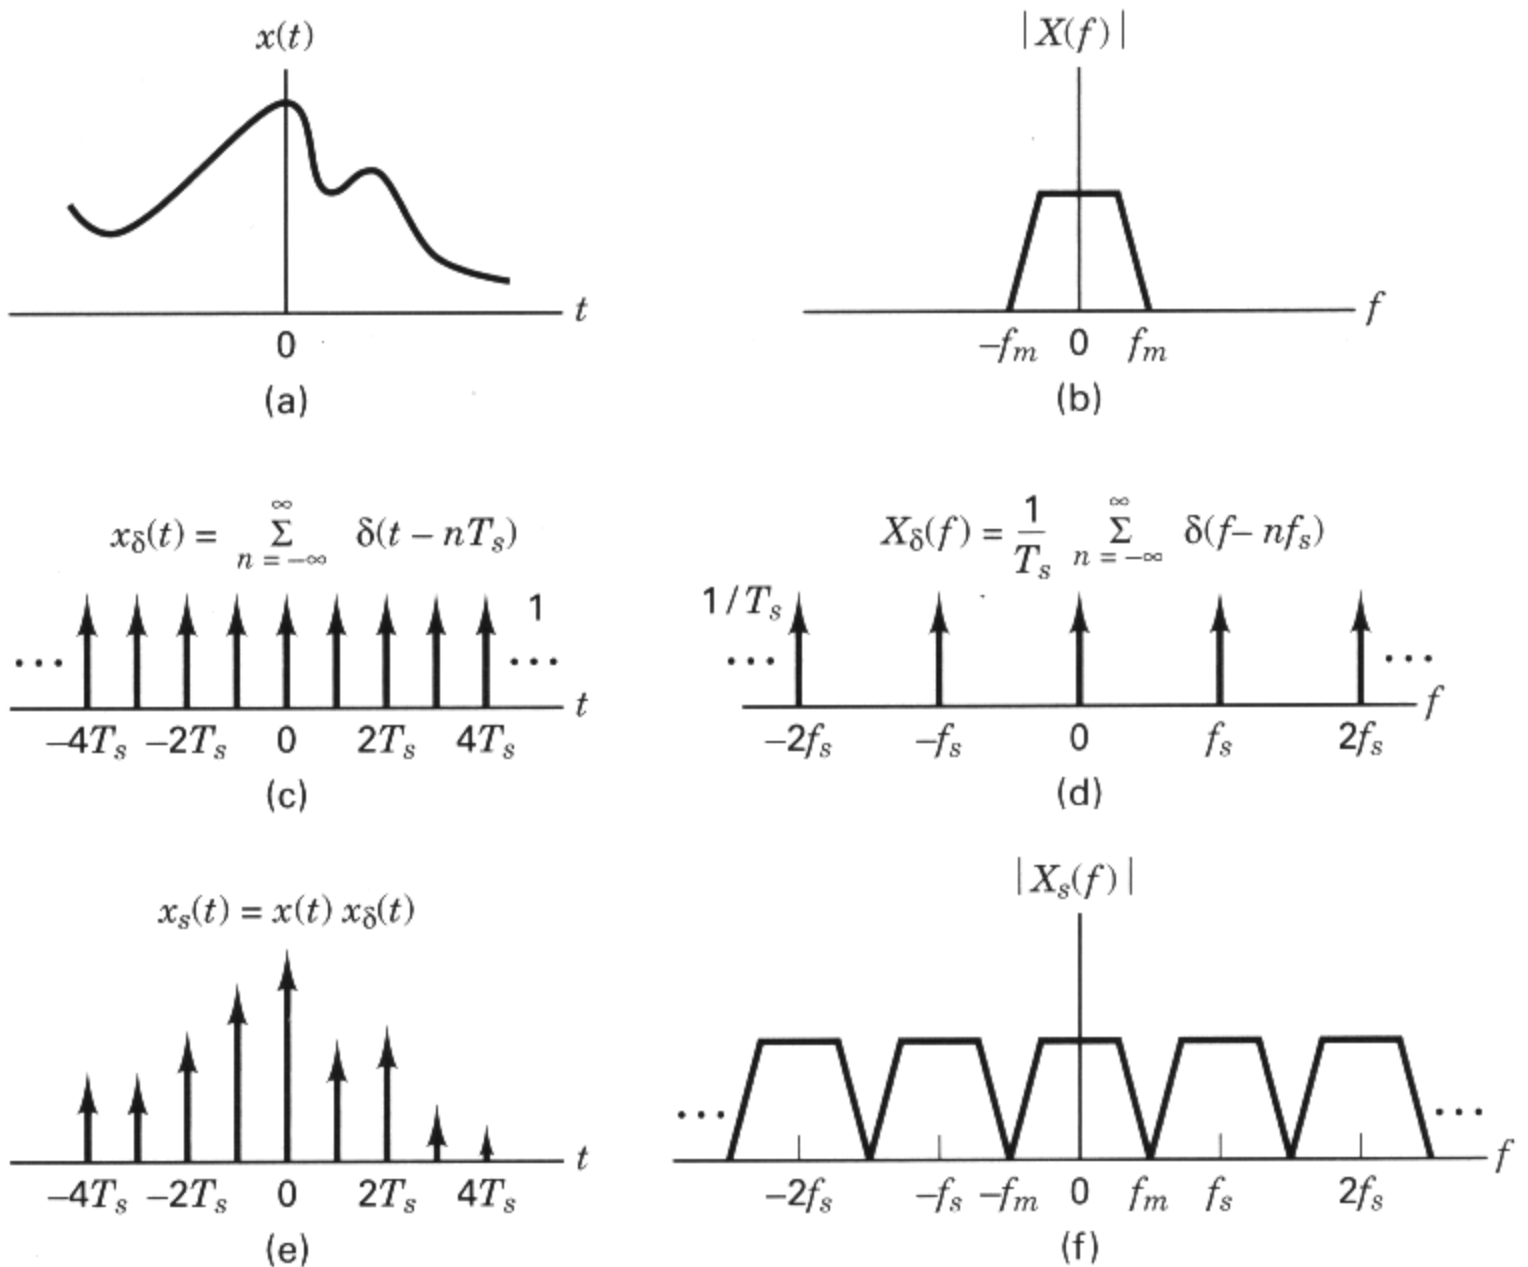 x(t)
t
0
(a)
|X(f)|
f
–fm 0 fm
(b)
xδ(t) = ∞ Σ n = –∞ δ(t – nTs)
1
... ...
t
–4Ts –2Ts 0 2Ts 4Ts
(c)
Xδ(f) = 1/Ts ∞ Σ n = –∞ δ(f– nfs)
1/Ts
... ...
f
–2fs –fs 0 fs 2fs
(d)
xs(t) = x(t) xδ(t)
t
–4Ts –2Ts 0 2Ts 4Ts
(e)
|Xs(f)|
... ...
f
–2fs –fs –fm 0 fm fs 2fs
(f)